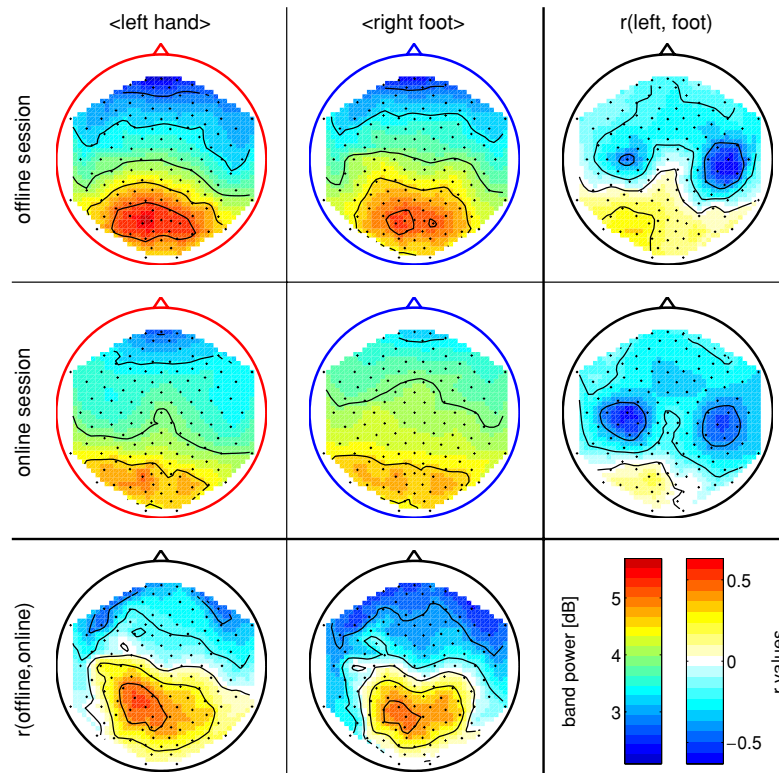 <left hand>
<right foot>
r(left, foot)
offline session
online session
r(offline,online)
band power [dB]
5
4
3
0.5
0
−0.5
r values